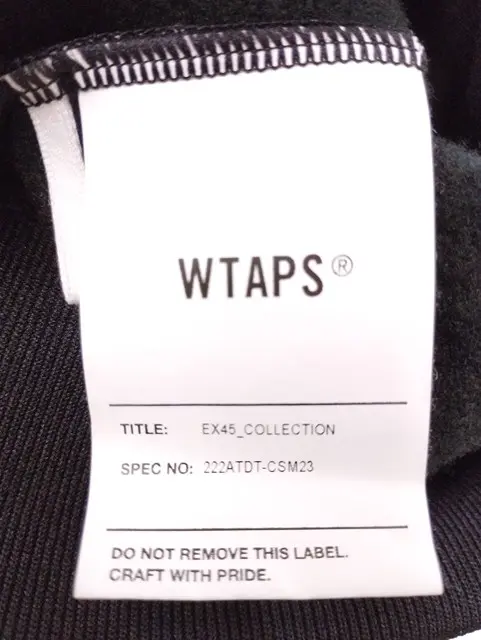 WTAPS®
TITLE: EX45_COLLECTION
SPEC NO: 222ATDT-CSM23
DO NOT REMOVE THIS LABEL.
CRAFT WITH PRIDE.